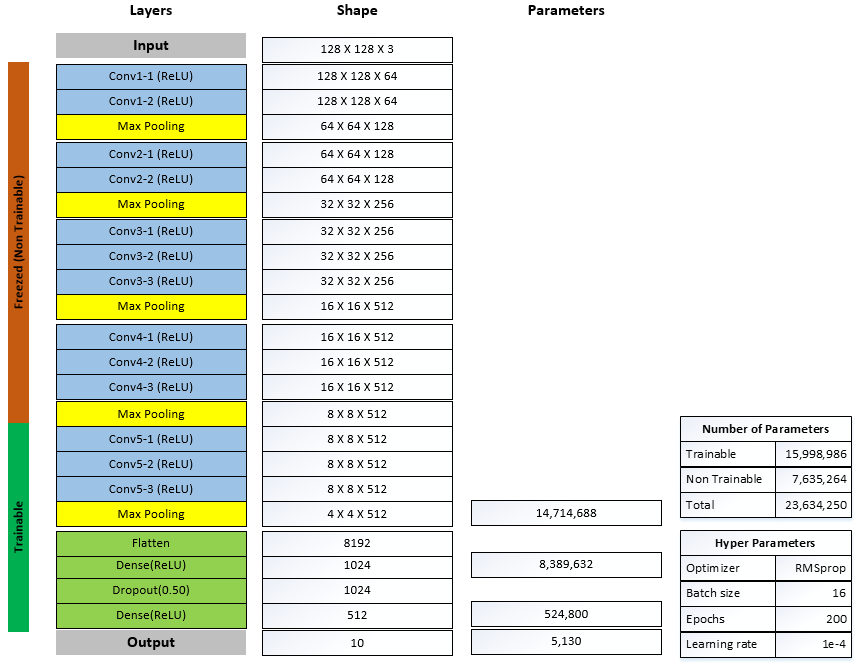 Layers Shape Parameters
Input 128 X 128 X 3
Freezed (Non Trainable)
Conv1-1 (ReLU) 128 X 128 X 64
Conv1-2 (ReLU) 128 X 128 X 64
Max Pooling 64 X 64 X 128
Conv2-1 (ReLU) 64 X 64 X 128
Conv2-2 (ReLU) 64 X 64 X 128
Max Pooling 32 X 32 X 256
Conv3-1 (ReLU) 32 X 32 X 256
Conv3-2 (ReLU) 32 X 32 X 256
Conv3-3 (ReLU) 32 X 32 X 256
Max Pooling 16 X 16 X 512
Conv4-1 (ReLU) 16 X 16 X 512
Conv4-2 (ReLU) 16 X 16 X 512
Conv4-3 (ReLU) 16 X 16 X 512
Max Pooling 8 X 8 X 512
Trainable
Conv5-1 (ReLU) 8 X 8 X 512
Conv5-2 (ReLU) 8 X 8 X 512
Conv5-3 (ReLU) 8 X 8 X 512
Max Pooling 4 X 4 X 512 14,714,688
Flatten 8192
Dense(ReLU) 1024 8,389,632
Dropout(0.50) 1024
Dense(ReLU) 512 524,800
Output 10 5,130
Number of Parameters
Trainable 15,998,986
Non Trainable 7,635,264
Total 23,634,250
Hyper Parameters
Optimizer RMSprop
Batch size 16
Epochs 200
Learning rate 1e-4